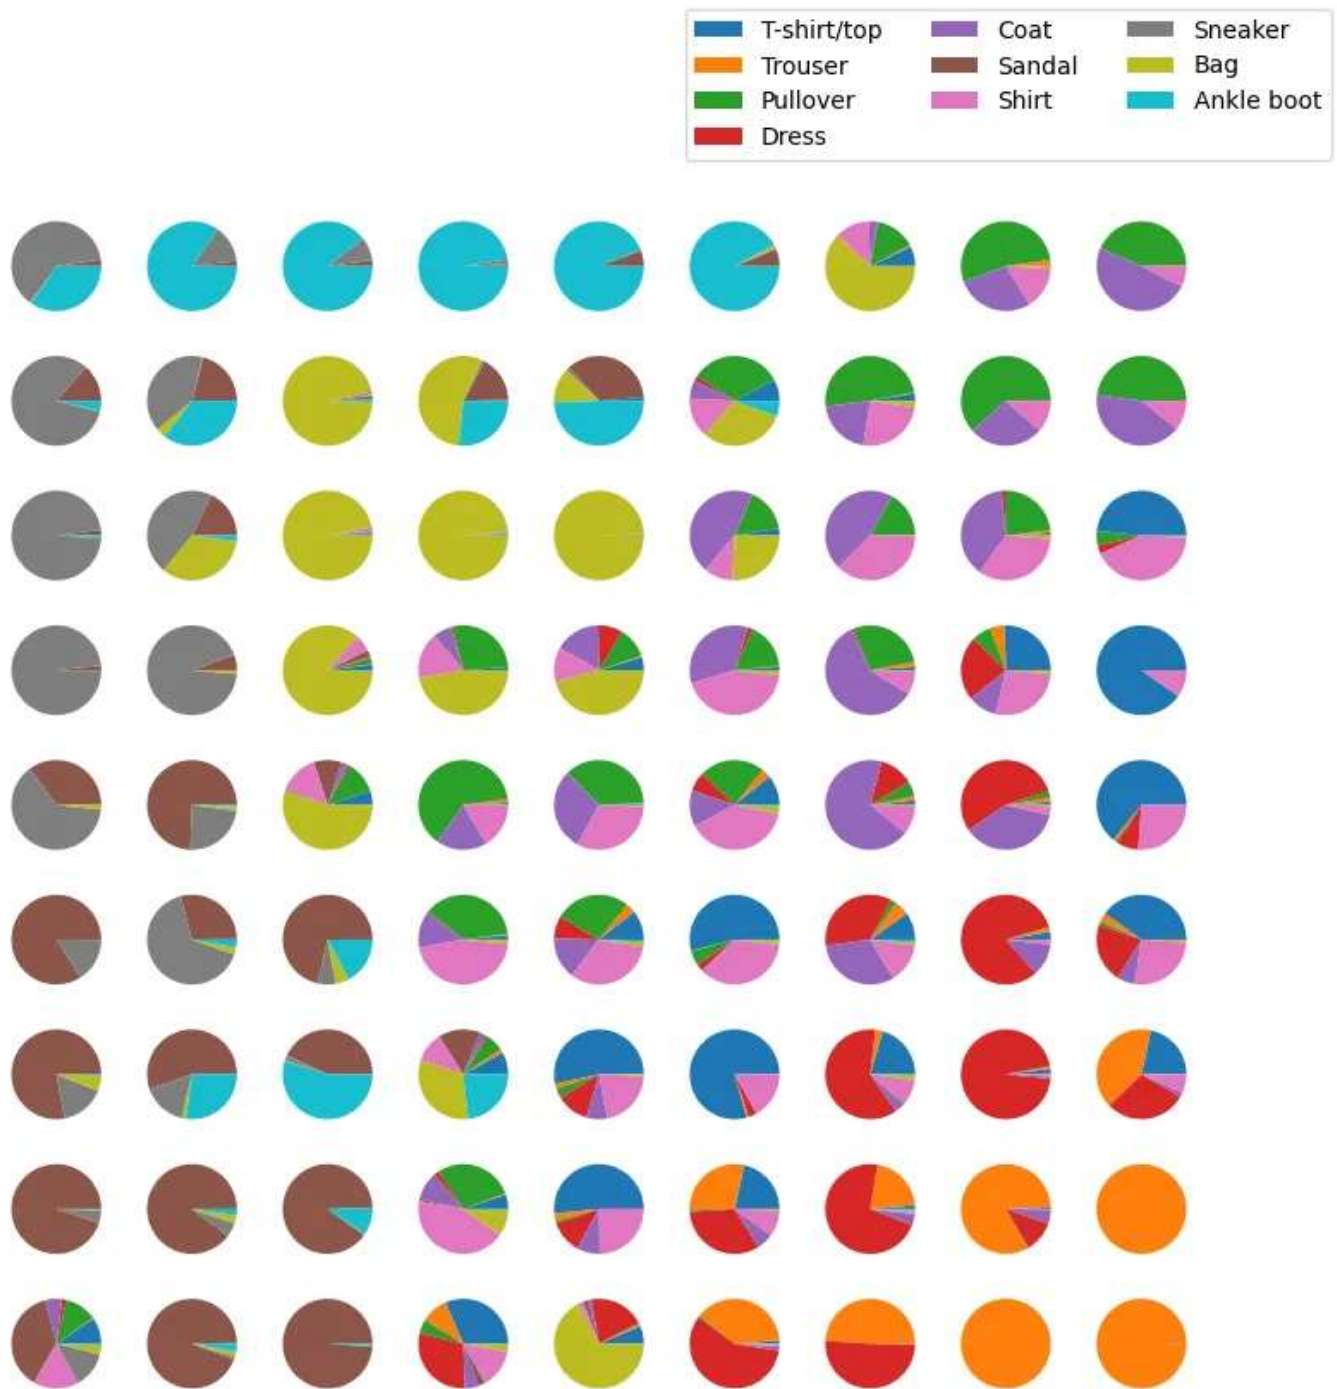 T-shirt/top
Trouser
Pullover
Dress
Coat
Sandal
Shirt
Sneaker
Bag
Ankle boot